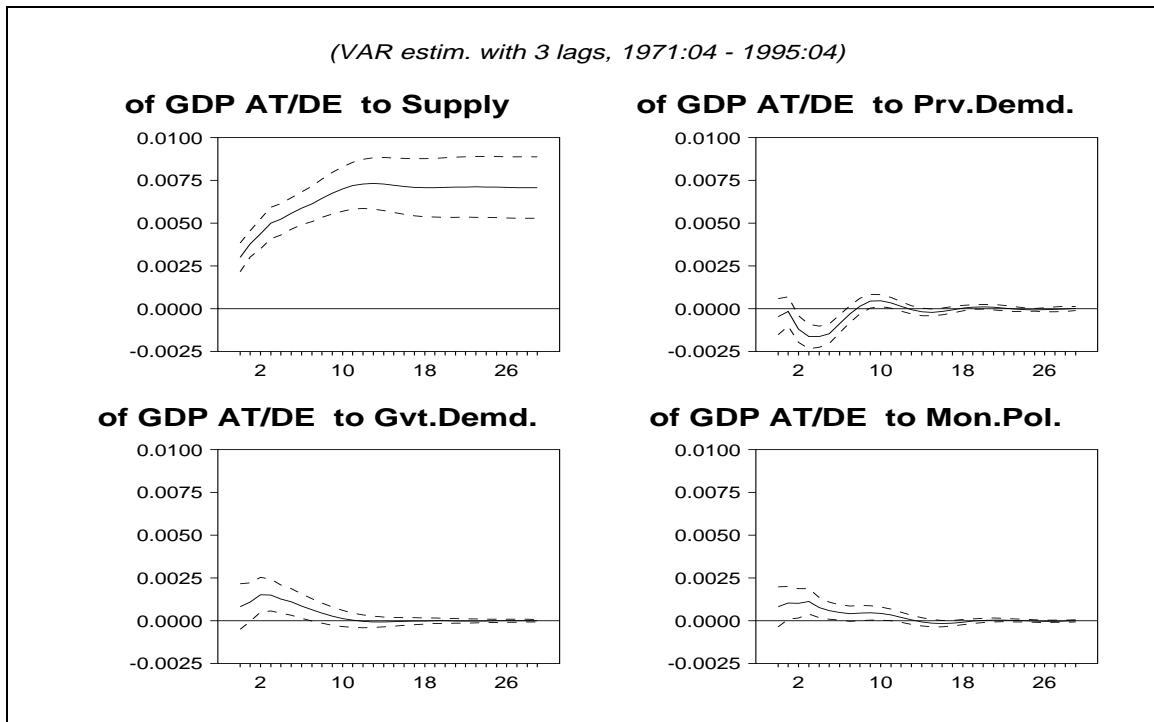 (VAR estim. with 3 lags, 1971:04 - 1995:04)
of GDP AT/DE to Supply
0.0100
0.0075
0.0050
0.0025
0.0000
-0.0025
2 10 18 26
of GDP AT/DE to Prv.Demd.
0.0100
0.0075
0.0050
0.0025
0.0000
-0.0025
2 10 18 26
of GDP AT/DE to Gvt.Demd.
0.0100
0.0075
0.0050
0.0025
0.0000
-0.0025
2 10 18 26
of GDP AT/DE to Mon.Pol.
0.0100
0.0075
0.0050
0.0025
0.0000
-0.0025
2 10 18 26